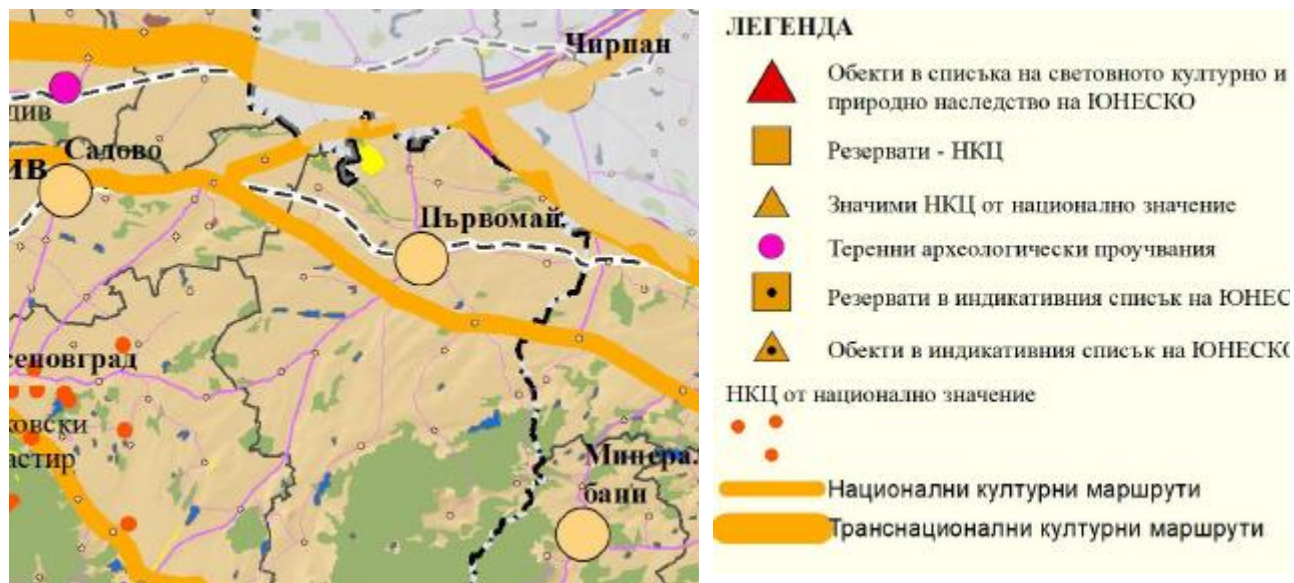 Чирпан
див
Садово
ИВ
Първомай
сеновград
ковски
астир
Минерал
бани
ЛЕГЕНДА
Обекти в списъка на световното културно и
природно наследство на ЮНЕСКО
Резервати - НКЦ
Значими НКЦ от национално значение
Теренни археологически проучвания
Резервати в индикативния списък на ЮНЕС
Обекти в индикативния списък на ЮНЕСКО
НКЦ от национално значение
Национални културни маршрути
Транснационални културни маршрути